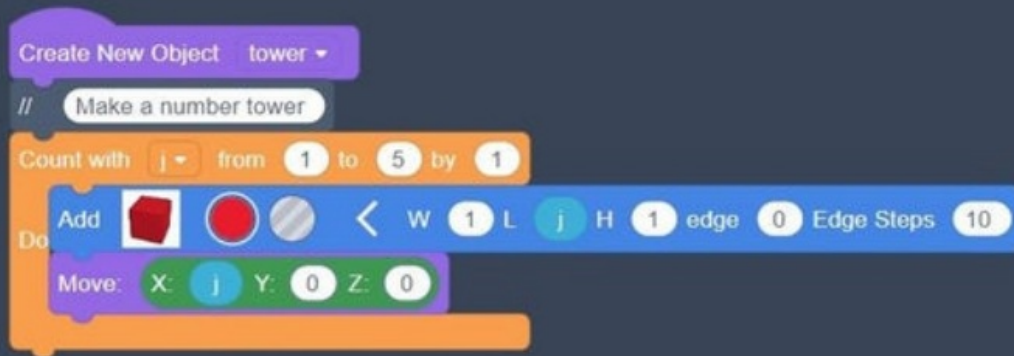 Create New Object tower
// Make a number tower
Count with j from 1 to 5 by 1
Add W 1 L j H 1 edge 0 Edge Steps 10
Do
Move: X: j Y: 0 Z: 0